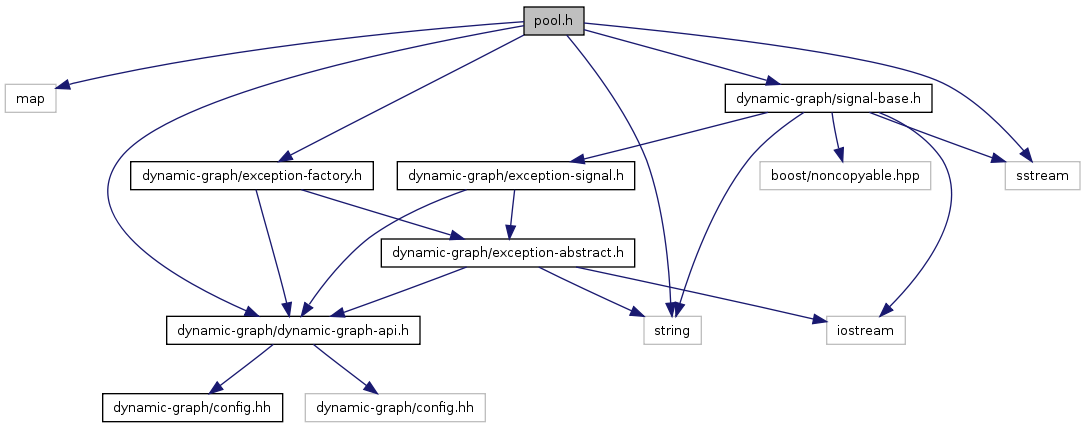 pool.h
map
dynamic-graph/signal-base.h
dynamic-graph/exception-factory.h
dynamic-graph/exception-signal.h
boost/noncopyable.hpp
sstream
dynamic-graph/exception-abstract.h
dynamic-graph/dynamic-graph-api.h
string
iostream
dynamic-graph/config.hh
dynamic-graph/config.hh